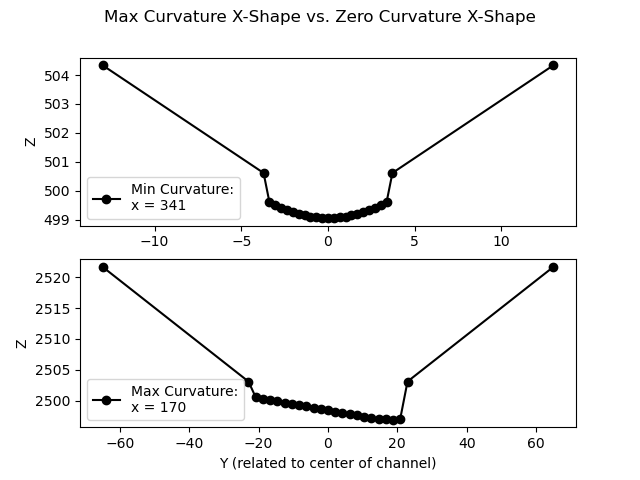 Max Curvature X-Shape vs. Zero Curvature X-Shape
504
503
502
501
500
499
Z
Min Curvature:
x = 341
−10 −5 0 5 10
2520
2515
2510
2505
2500
Z
Max Curvature:
x = 170
−60 −40 −20 0 20 40 60
Y (related to center of channel)